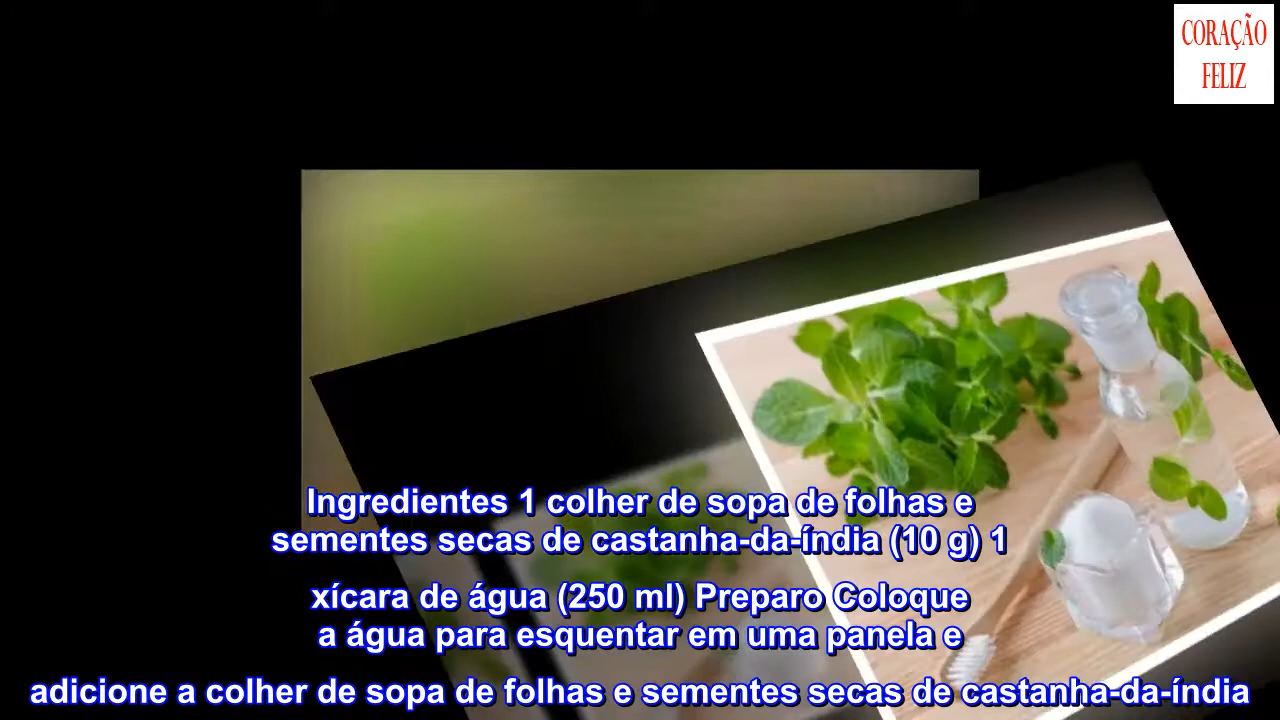 CORAÇÃO
FELIZ
Ingredientes 1 colher de sopa de folhas e
sementes secas de castanha-da-índia (10 g) 1
xícara de água (250 ml) Preparo Coloque
a água para esquentar em uma panela e
adicione a colher de sopa de folhas e sementes secas de castanha-da-índia